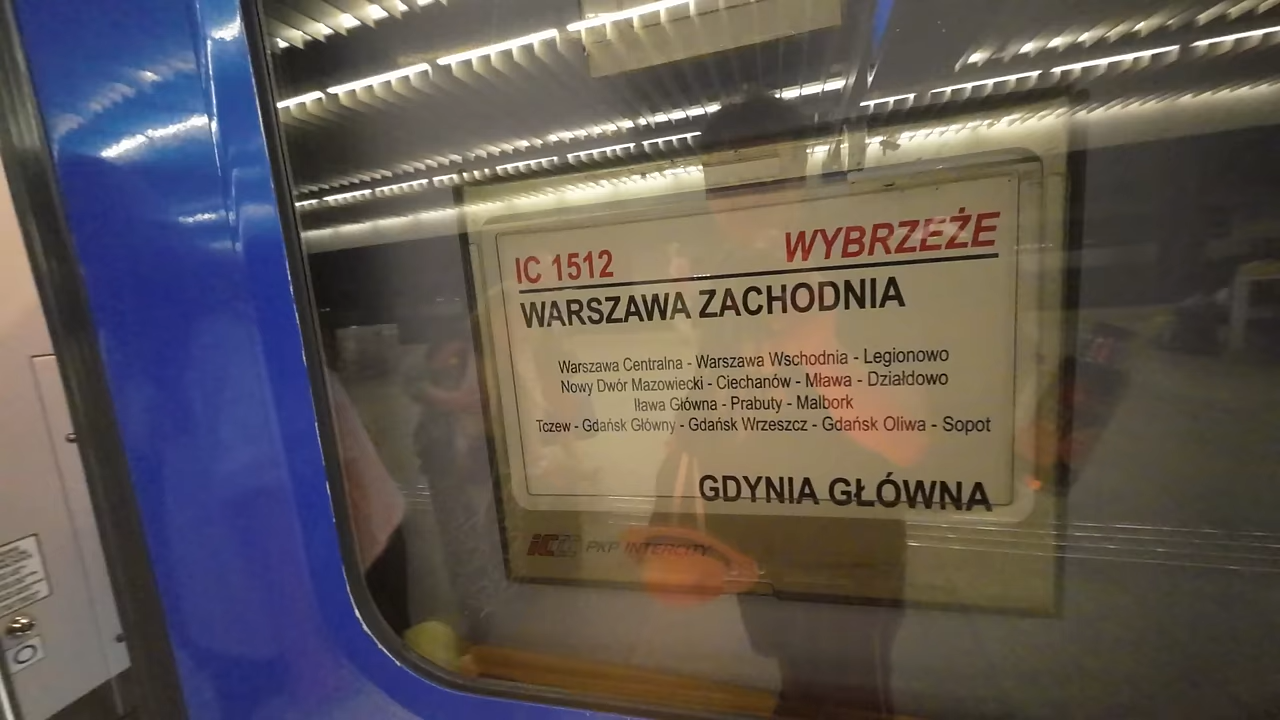 IC 1512 WYBRZEŻE
WARSZAWA ZACHODNIA
Warszawa Centralna - Warszawa Wschodnia - Legionowo
Nowy Dwór Mazowiecki - Ciechanów - Mława - Działdowo
Iława Główna - Prabuty - Malbork
Tczew - Gdańsk Główny - Gdańsk Wrzeszcz - Gdańsk Oliwa - Sopot
GDYNIA GŁÓWNA
PKP INTERCITY